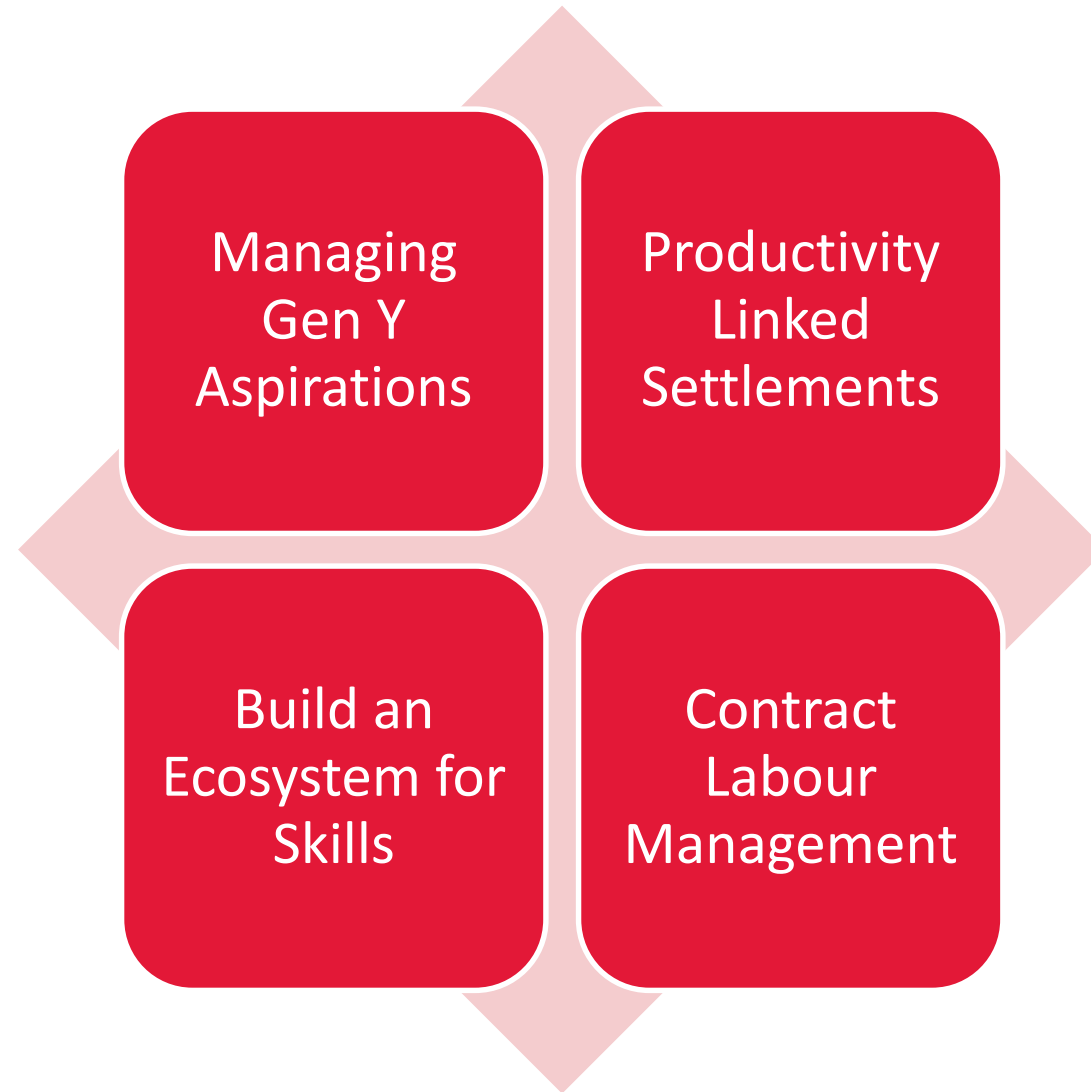 Managing
Gen Y
Aspirations
Productivity
Linked
Settlements
Build an
Ecosystem for
Skills
Contract
Labour
Management